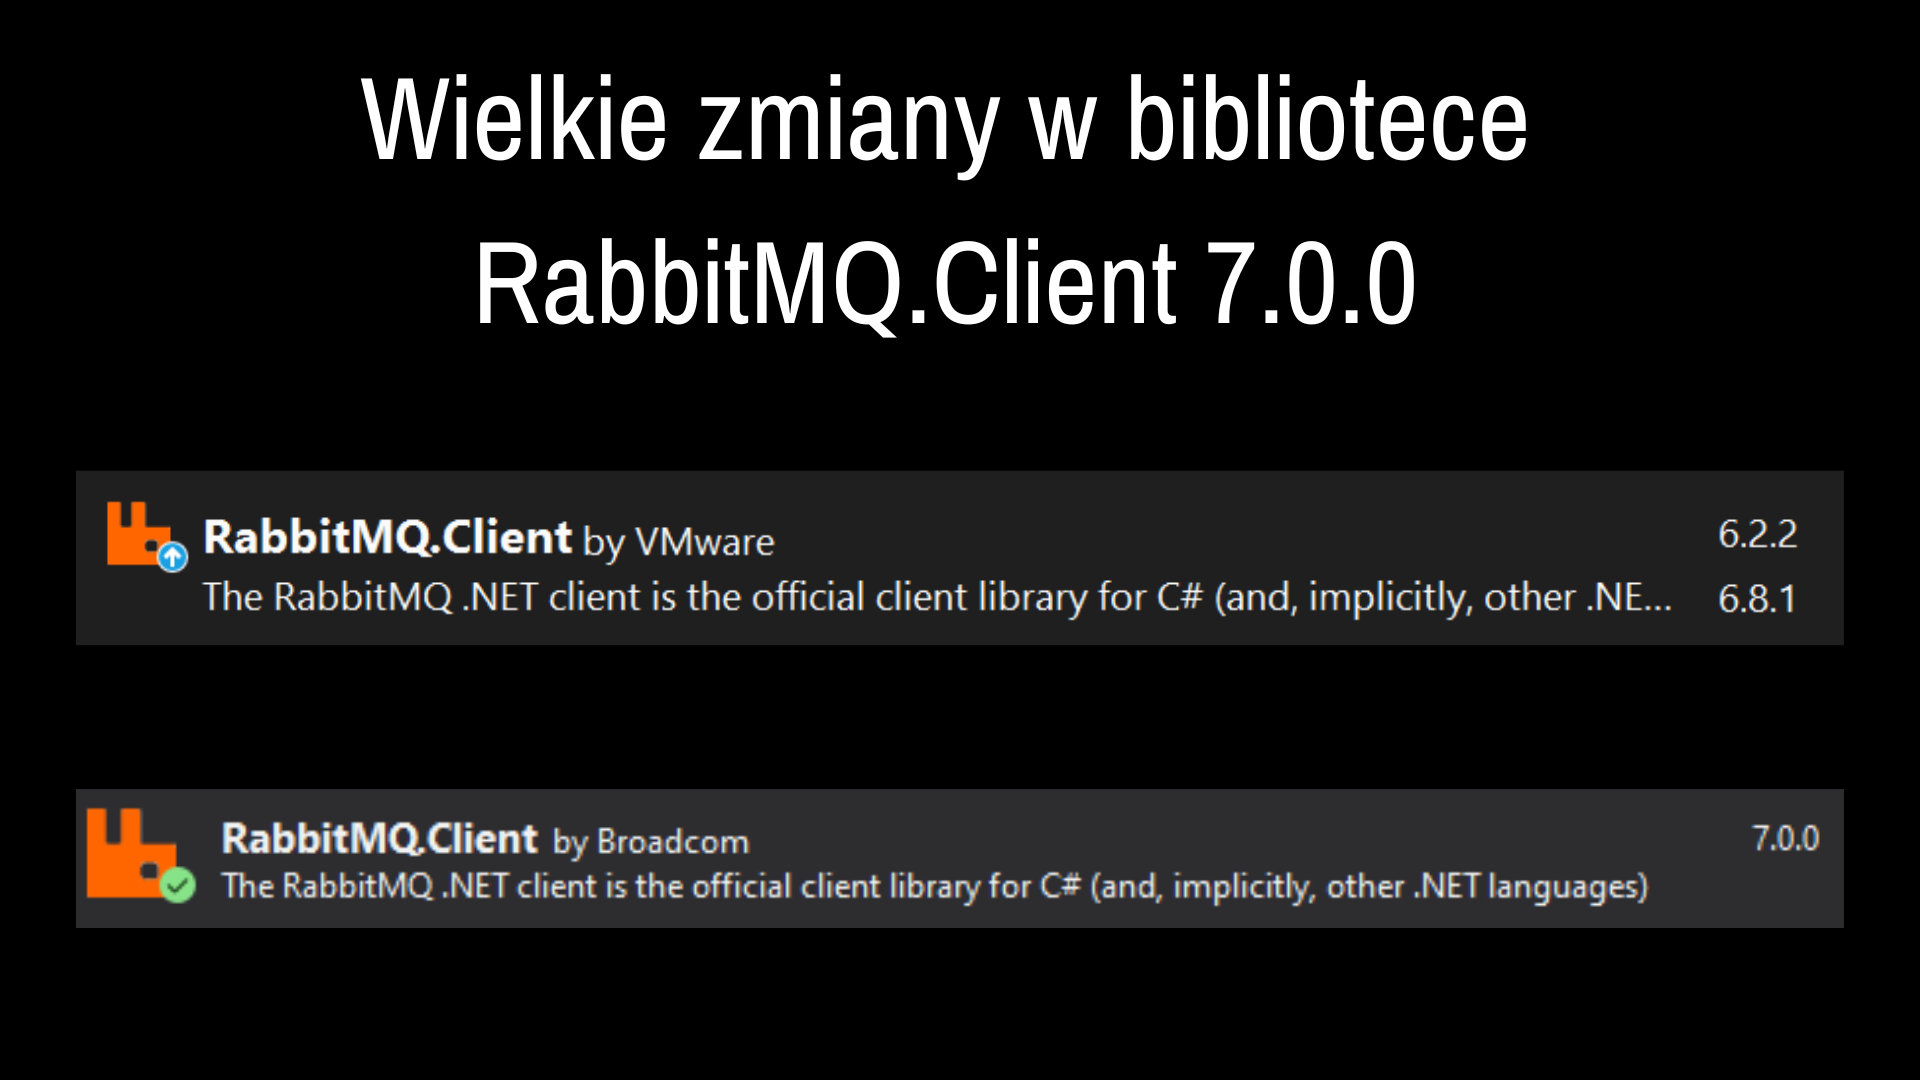 Wielkie zmiany w bibliotece
RabbitMQ.Client 7.0.0
RabbitMQ.Client by VMware 6.2.2
The RabbitMQ .NET client is the official client library for C# (and, implicitly, other .NE... 6.8.1
RabbitMQ.Client by Broadcom 7.0.0
The RabbitMQ .NET client is the official client library for C# (and, implicitly, other .NET languages)